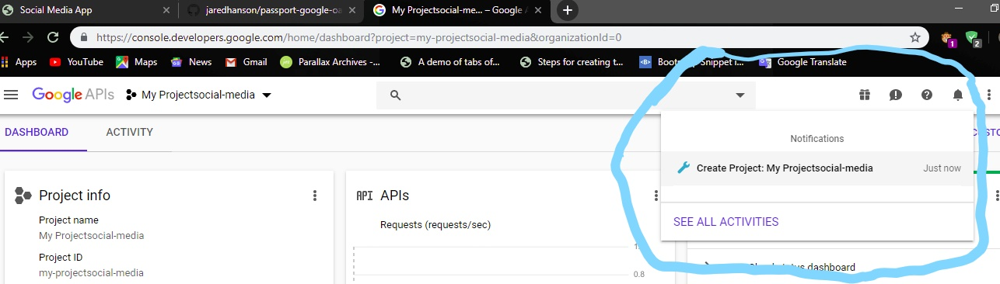 Social Media App
jaredhanson/passport-google-oa
My Projectsocial-me... – Google A
https://console.developers.google.com/home/dashboard?project=my-projectsocial-media&organizationId=0
1
2
Apps YouTube Maps News Gmail Parallax Archives -... A demo of tabs of... Steps for creating t... Google Translate
Google APIs My Projectsocial-media
DASHBOARD ACTIVITY
Notifications
Create Project: My Projectsocial-media Just now
SEE ALL ACTIVITIES
Project info
Project name
My Projectsocial-media
Project ID
my-projectsocial-media
API APIs
Requests (requests/sec)
0.8
dashboard